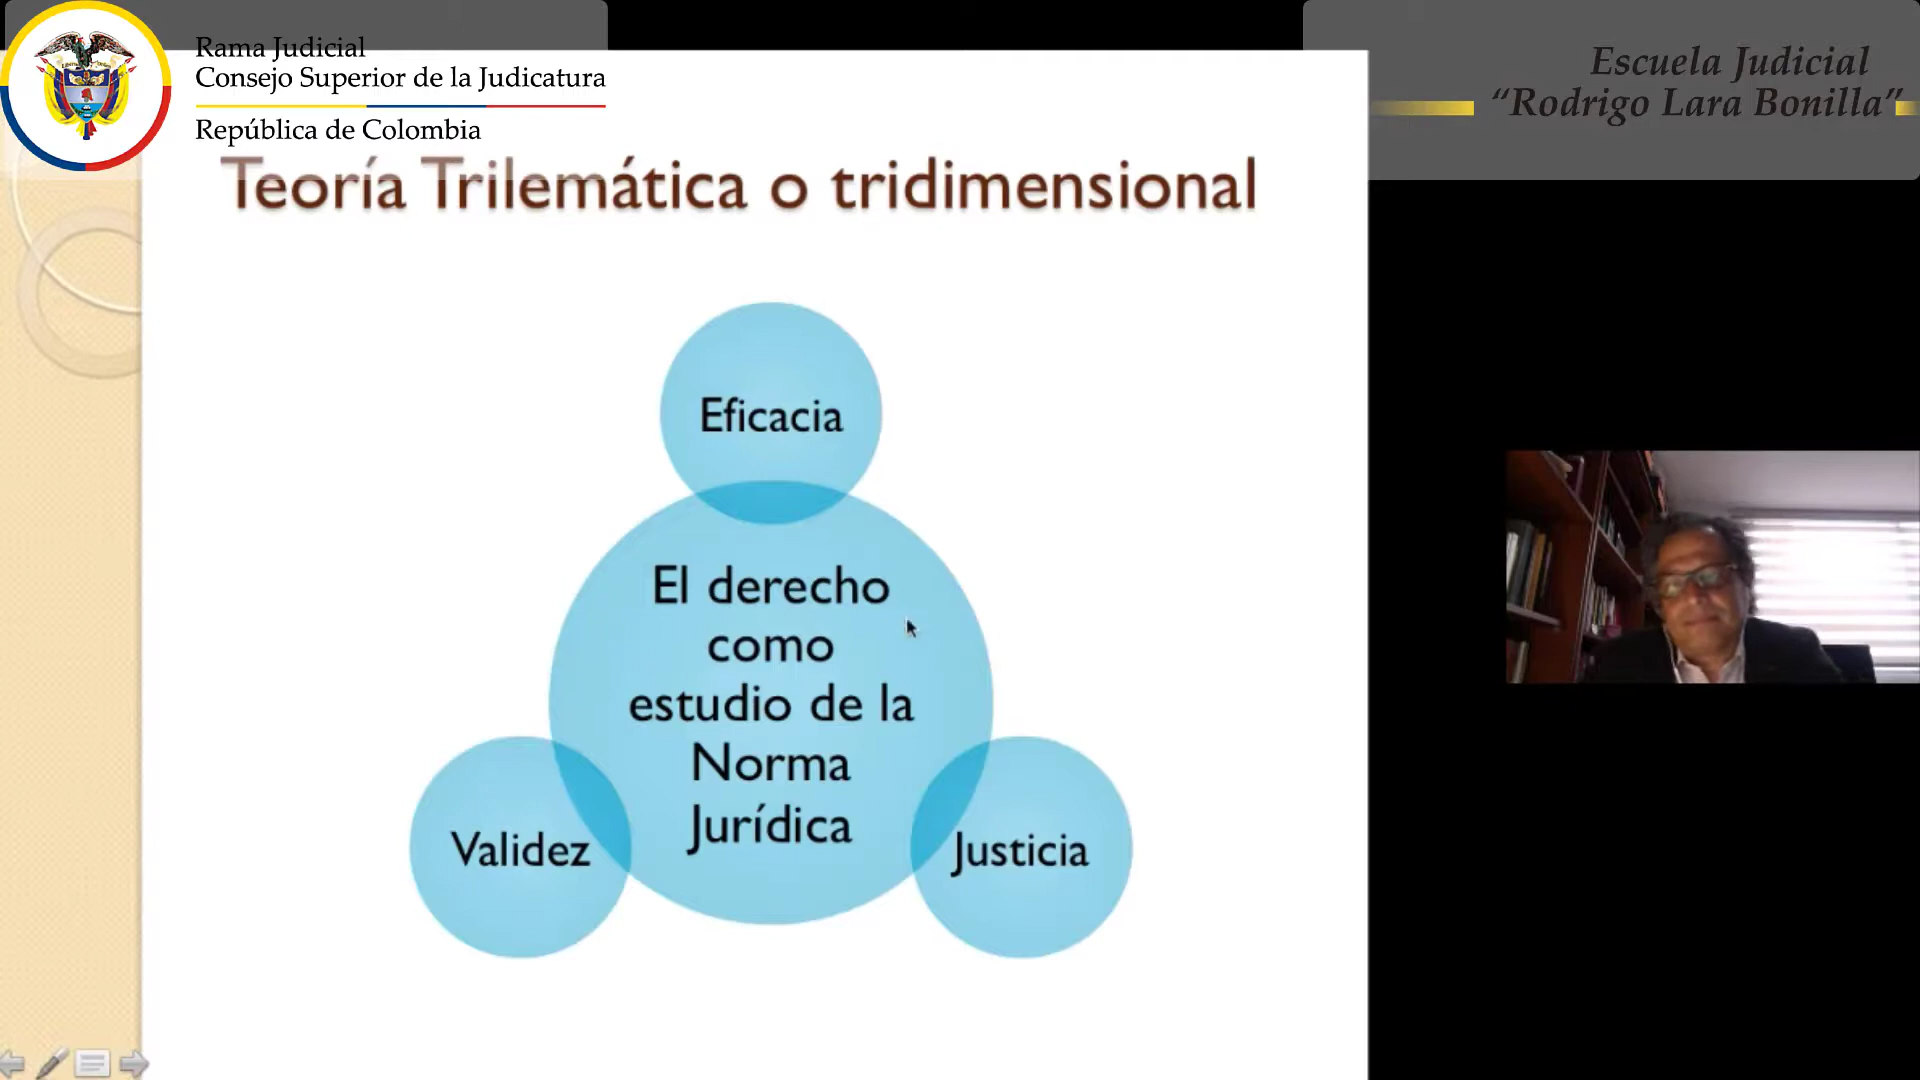 Rama Judicial
Consejo Superior de la Judicatura
República de Colombia
Escuela Judicial
“Rodrigo Lara Bonilla”
Teoría Trilemática o tridimensional
Eficacia
El derecho
como
estudio de la
Norma
Jurídica
Validez
Justicia